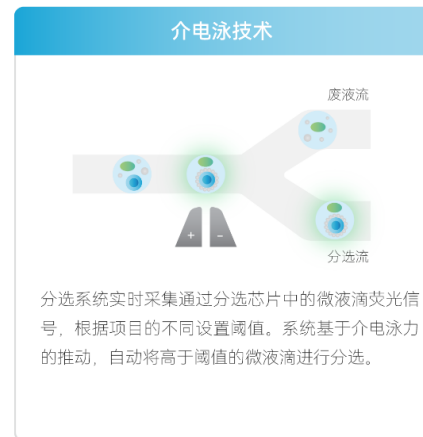 介电泳技术
废液流
+ -
分选流
分选系统实时采集通过分选芯片中的微液滴荧光信
号，根据项目的不同设置阈值。系统基于介电泳力
的推动，自动将高于阈值的微液滴进行分选。